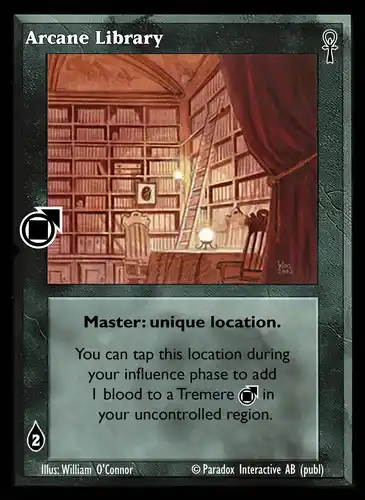 Arcane Library
Master: unique location.
You can tap this location during
your influence phase to add
1 blood to a Tremere in
your uncontrolled region.
2
Illus: William O'Connor
© Paradox Interactive AB (publ)